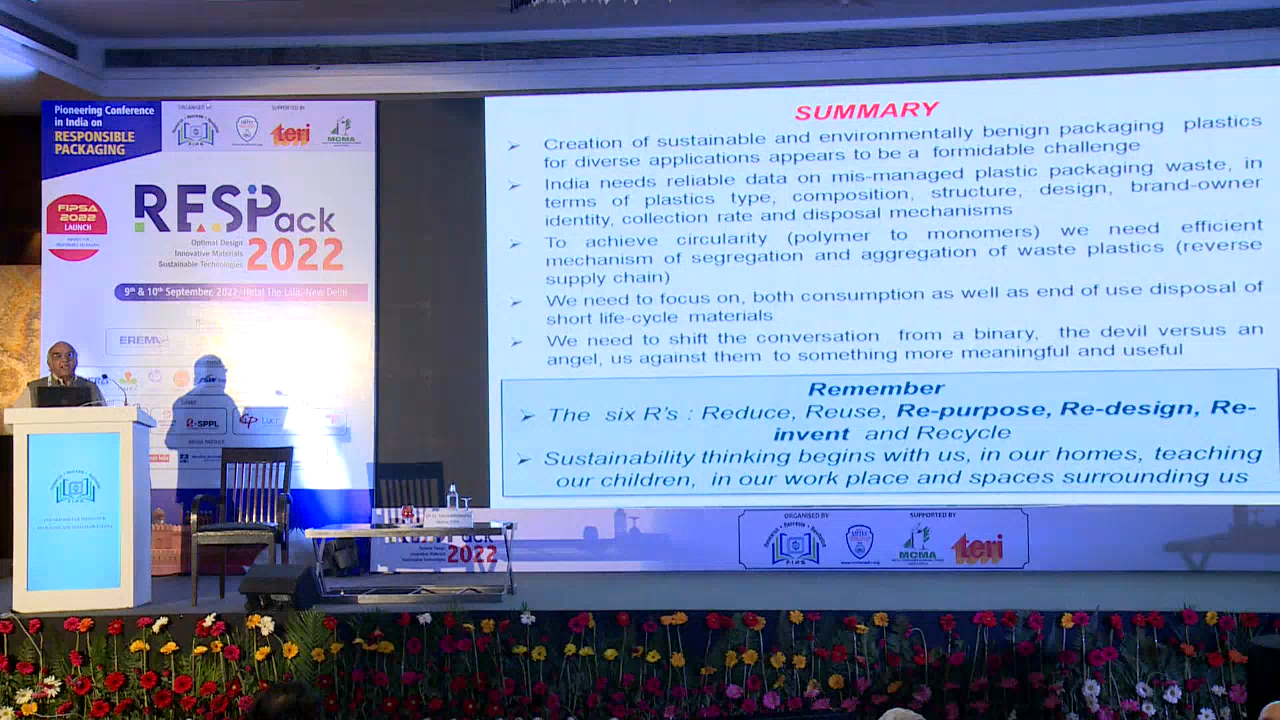 Pioneering Conference
in India on
RESPONSIBLE
PACKAGING
ORGANISED BY
SUPPORTED BY
teri
MCMA
FIPSA
2022
LAUNCH
RESPack
Optimal Design
Innovative Materials
Sustainable Technologies
2022
9th & 10th September, 2022, Hotel The Lalit, New Delhi
EREMA
R-SPPL
SUMMARY
➢ Creation of sustainable and environmentally benign packaging plastics
for diverse applications appears to be a formidable challenge
➢ India needs reliable data on mis-managed plastic packaging waste, in
terms of plastics type, composition, structure, design, brand-owner
identity, collection rate and disposal mechanisms
➢ To achieve circularity (polymer to monomers) we need efficient
mechanism of segregation and aggregation of waste plastics (reverse
supply chain)
➢ We need to focus on, both consumption as well as end of use disposal of
short life-cycle materials
➢ We need to shift the conversation from a binary, the devil versus an
angel, us against them to something more meaningful and useful
Remember
➢ The six R's : Reduce, Reuse, Re-purpose, Re-design, Re-
invent and Recycle
➢ Sustainability thinking begins with us, in our homes, teaching
our children, in our work place and spaces surrounding us
ORGANISED BY
SUPPORTED BY
MCMA
teri
2022